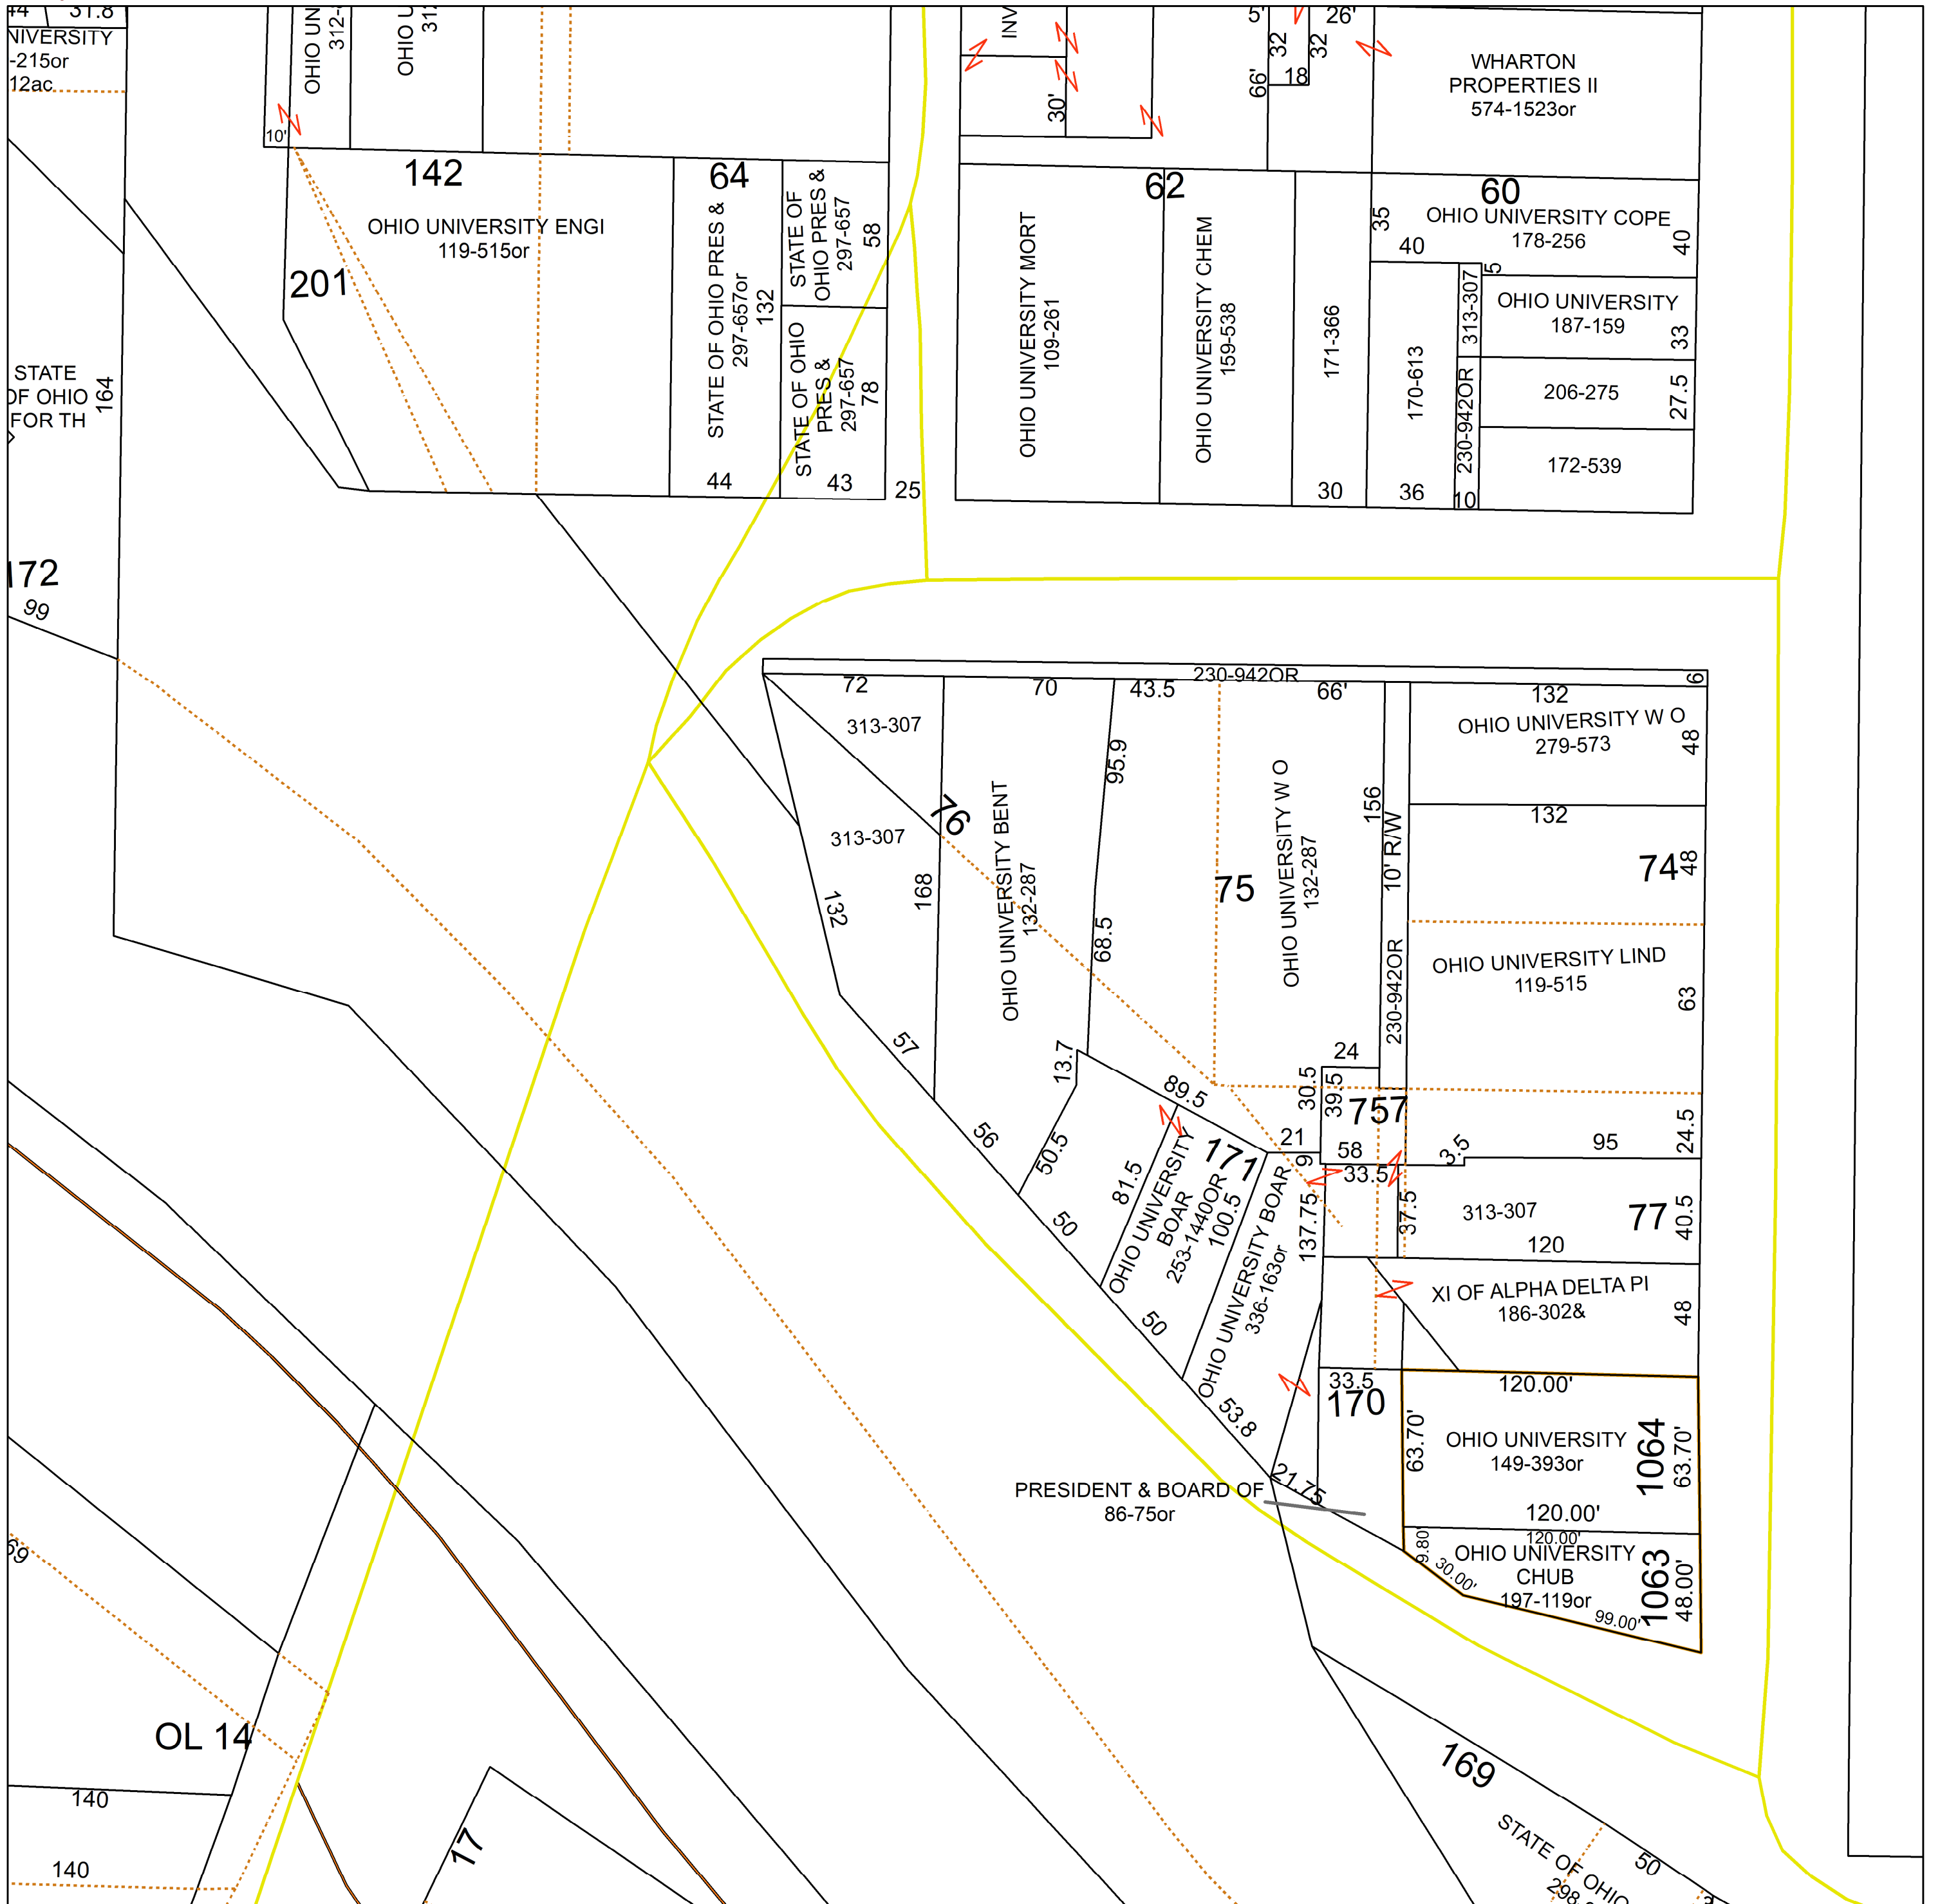 44
31.8
NIVERSITY
-215or
12ac
OHIO UN
312-
OHIO U
31
10'
INV
30'
5'
32
32
26'
66'
18
WHARTON
PROPERTIES II
574-1523or
142
OHIO UNIVERSITY ENGI
119-515or
201
64
STATE OF OHIO PRES &
297-657or
132
44
STATE OF
OHIO PRES &
297-657
58
STATE OF OHIO
PRES &
297-657
78
43
25
62
OHIO UNIVERSITY MORT
109-261
OHIO UNIVERSITY CHEM
159-538
171-366
30
60
OHIO UNIVERSITY COPE
178-256
35
40
40
5
313-307
OHIO UNIVERSITY
187-159
33
170-613
230-942OR
206-275
27.5
172-539
36
10
STATE
OF OHIO
FOR TH
164
172
99
230-942OR
6
72
70
43.5
66'
132
313-307
OHIO UNIVERSITY W O
279-573
48
95.9
76
313-307
132
168
OHIO UNIVERSITY BENT
132-287
68.5
75
OHIO UNIVERSITY W O
132-287
156
10' R/W
230-942OR
132
74
48
OHIO UNIVERSITY LIND
119-515
63
57
56
13.7
50.5
50
89.5
81.5
171
OHIO UNIVERSITY
BOAR
253-1440OR
100.5
50
OHIO UNIVERSITY BOAR
336-163or
53.8
24
30.5
39.5
757
21
9
58
33.5
3.5
95
24.5
137.75
37.5
313-307
77
40.5
120
XI OF ALPHA DELTA PI
186-302&
48
33.5
170
21.75
PRESIDENT & BOARD OF
86-75or
120.00'
63.70'
OHIO UNIVERSITY
149-393or
1064
63.70'
120.00'
120.00'
9.80'
30.00'
OHIO UNIVERSITY
CHUB
197-119or
99.00'
1063
48.00'
69
OL 14
140
140
17
169
STATE OF OHIO
298
50